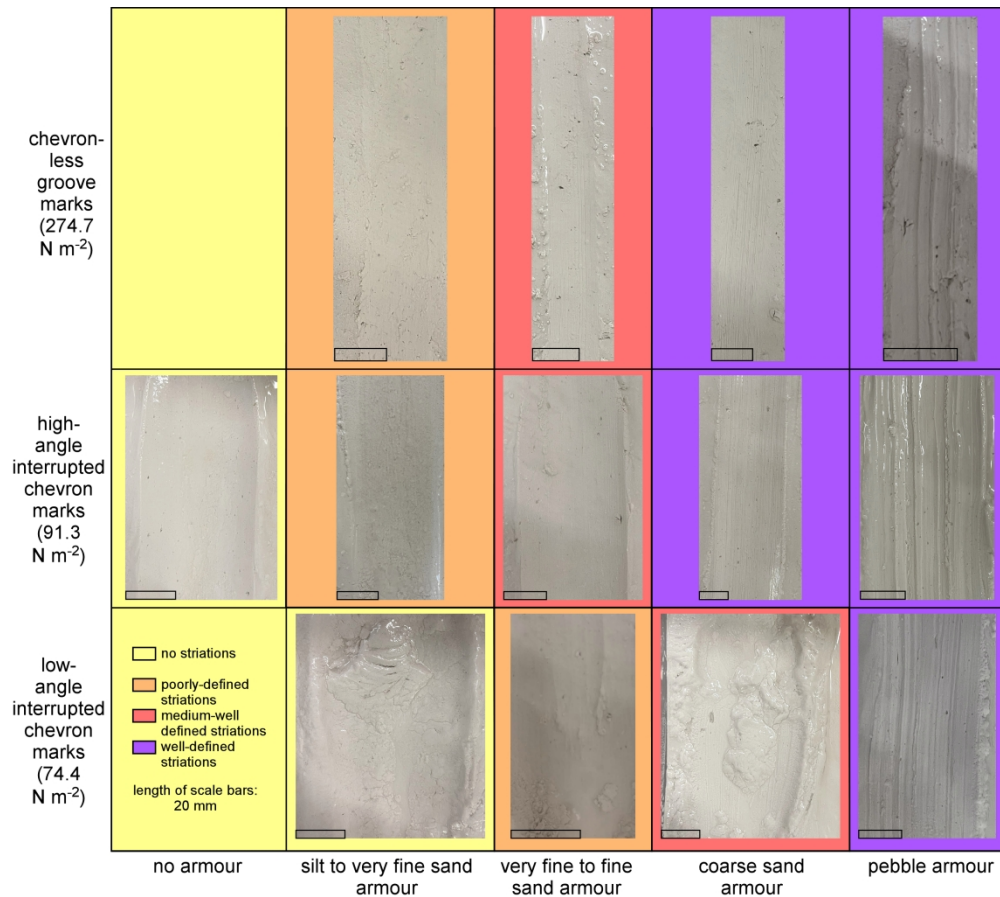 chevron-
less
groove
marks
(274.7
N m-2)
high-
angle
interrupted
chevron
marks
(91.3
N m-2)
low-
angle
interrupted
chevron
marks
(74.4
N m-2)
no striations
poorly-defined
striations
medium-well
defined striations
well-defined
striations
length of scale bars:
20 mm
no armour
silt to very fine sand
armour
very fine to fine
sand armour
coarse sand
armour
pebble armour